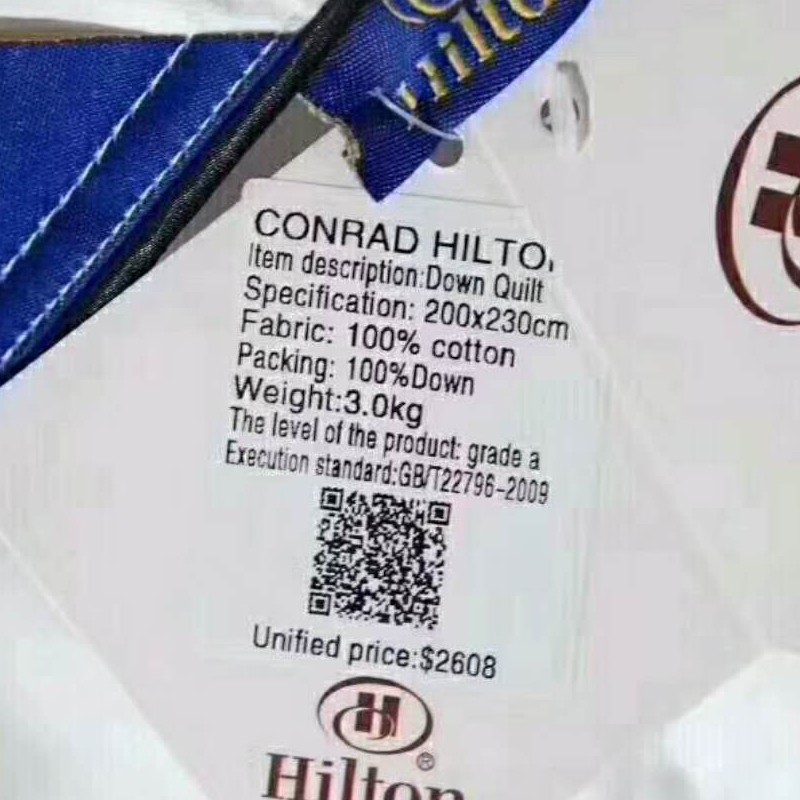 Hilton
CONRAD HILTO
Item description:Down Quilt
Specification: 200x230cm
Fabric: 100% cotton
Packing: 100%Down
Weight:3.0kg
The level of the product: grade a
Execution standard:GB/T22796-2009
Unified price:$2608
H
®
Hilton